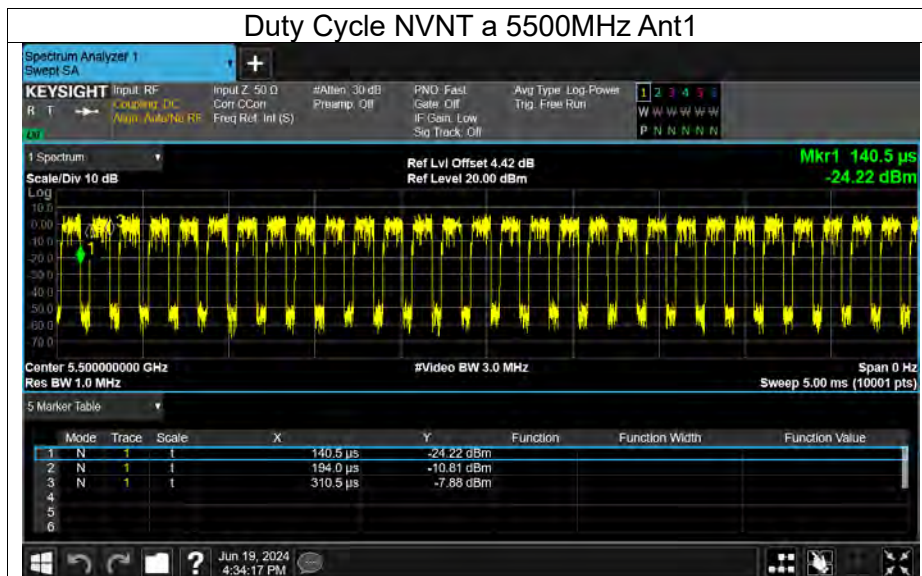 Duty Cycle NVNT a 5500MHz Ant1
Spectrum Analyzer 1
Swept SA
+
KEYSIGHT Input: RF Input Z: 50 Ω #Atten: 30 dB PNO: Fast Avg Type: Log-Power 1 2 3 4 5 6
R T Coupling: DC Corr CCorr Preamp: Off Gate: Off Trig: Free Run W W W W W W
Align: Auto/No RF Freq Ref: Int (S) IF Gain: Low P N N N N N
Sig Track: Off
1 Spectrum Ref Lvl Offset 4.42 dB Mkr1 140.5 µs
Scale/Div 10 dB Ref Level 20.00 dBm -24.22 dBm
Log
10.0
0.00
-10.0
-20.0
-30.0
-40.0
-50.0
-60.0
-70.0
3
1
Center 5.500000000 GHz #Video BW 3.0 MHz Span 0 Hz
Res BW 1.0 MHz Sweep 5.00 ms (10001 pts)
5 Marker Table
Mode Trace Scale X Y Function Function Width Function Value
1 N 1 t 140.5 µs -24.22 dBm
2 N 1 t 194.0 µs -10.81 dBm
3 N 1 t 310.5 µs -7.88 dBm
4
5
6
? Jun 19, 2024
4:34:17 PM